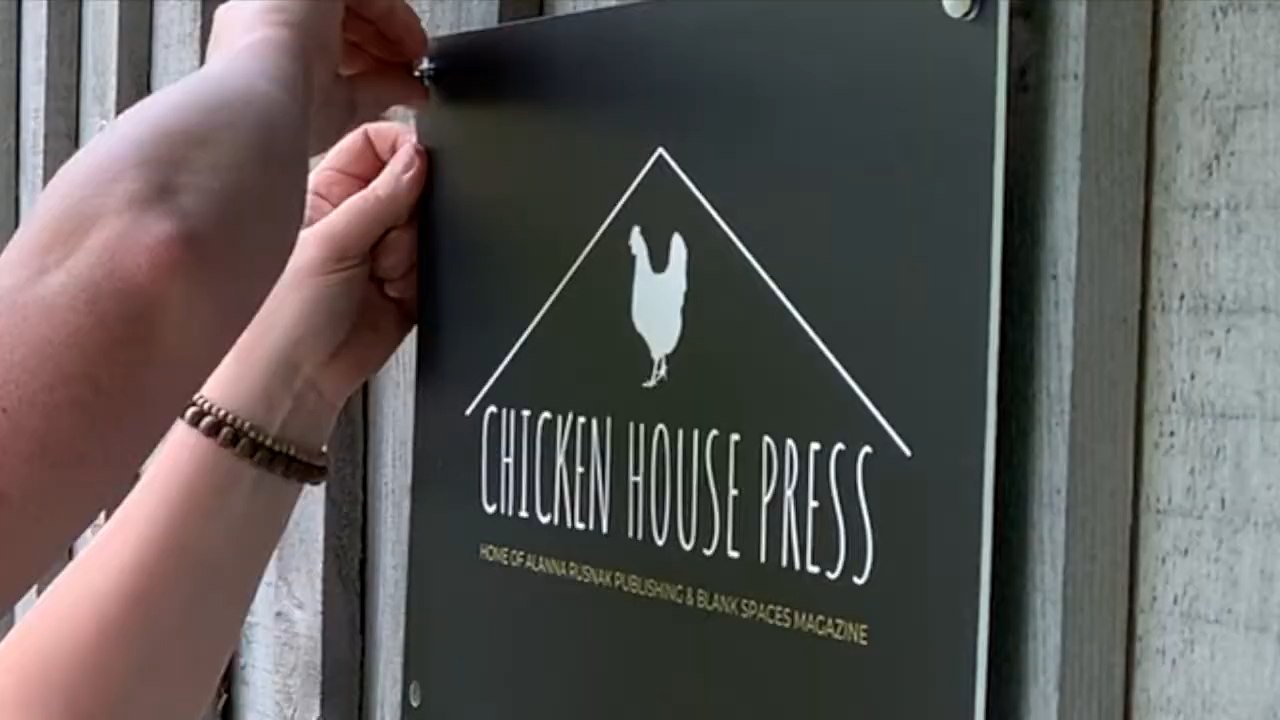 CHICKEN HOUSE PRESS
HOME OF ALANNA RUSNAK PUBLISHING & BLANK SPACES MAGAZINE